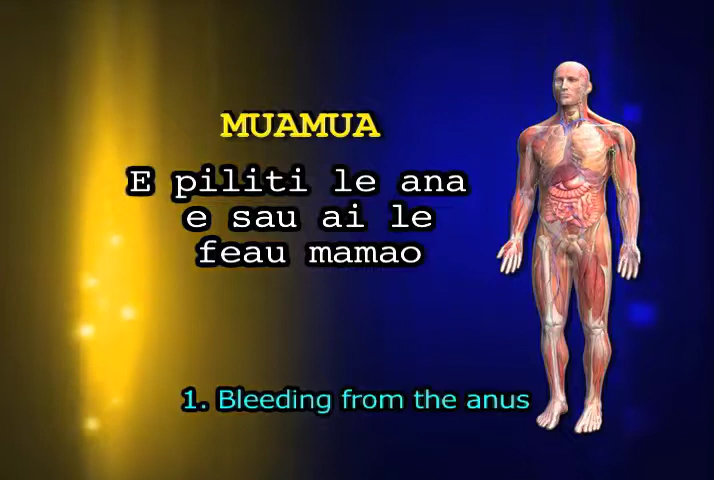 MUAMUA
E piliti le ana
e sau ai le
feau mamao
1. Bleeding from the anus